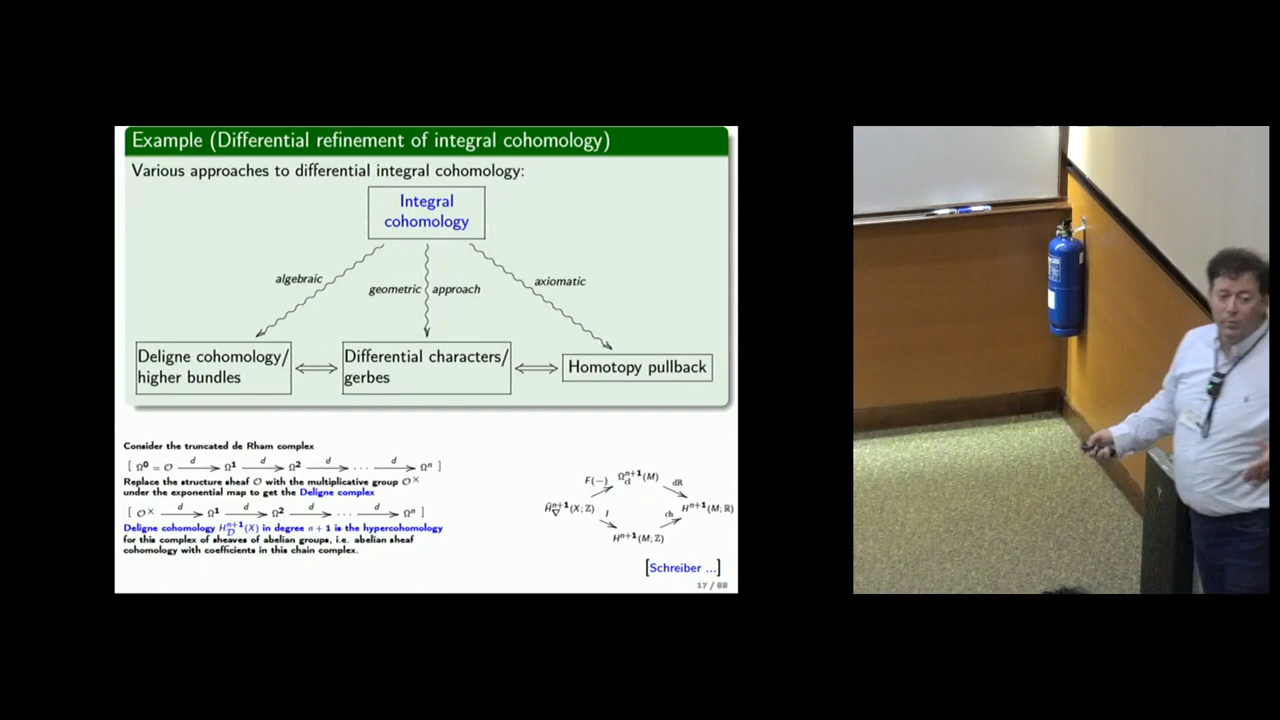 Example (Differential refinement of integral cohomology)
Various approaches to differential integral cohomology:
Integral
cohomology
algebraic
geometric approach
axiomatic
Deligne cohomology/
higher bundles
Differential characters/
gerbes
Homotopy pullback
Consider the truncated de Rham complex
[ Ω⁰ = 𝒪 —d→ Ω¹ —d→ Ω² —d→ ... —d→ Ωⁿ ]
Replace the structure sheaf 𝒪 with the multiplicative group 𝒪×
under the exponential map to get the Deligne complex
[ 𝒪× —d→ Ω¹ —d→ Ω² —d→ ... —d→ Ωⁿ ]
Deligne cohomology H_𝒟^{n+1}(X) in degree n + 1 is the hypercohomology
for this complex of sheaves of abelian groups, i.e. abelian sheaf
cohomology with coefficients in this chain complex.
F(−) Ω_cl^{n+1}(M) dR
Ĥ_∇^{n+1}(X; ℤ) H^{n+1}(M; ℝ)
I ch
H^{n+1}(M; ℤ)
[Schreiber ...]
17 / 88